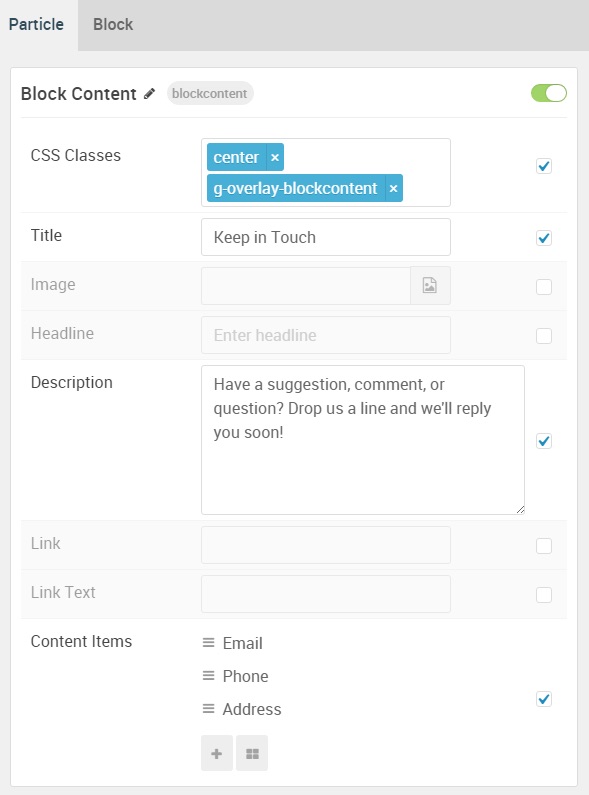 Particle Block
Block Content blockcontent
CSS Classes center ×
g-overlay-blockcontent ×
Title Keep in Touch
Image
Headline Enter headline
Description Have a suggestion, comment, or
question? Drop us a line and we'll reply
you soon!
Link
Link Text
Content Items Email
Phone
Address